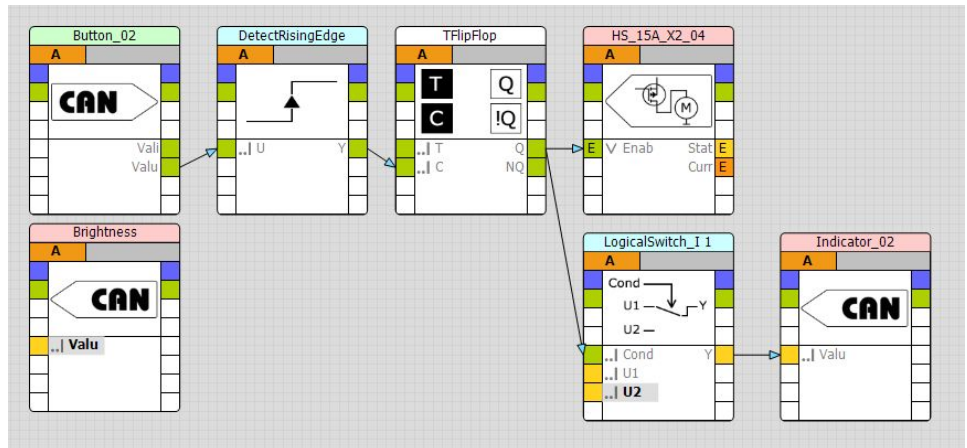 Button_02
A
CAN
Vali
Valu
DetectRisingEdge
A
..| U Y
TFlipFlop
A
T Q
C !Q
..| T Q
..| C NQ
HS_15A_X2_04
A
M
E V Enab Stat E
Curr E
Brightness
A
CAN
..| Valu
LogicalSwitch_I 1
A
Cond
U1 Y
U2
..| Cond Y
..| U1
..| U2
Indicator_02
A
CAN
..| Valu